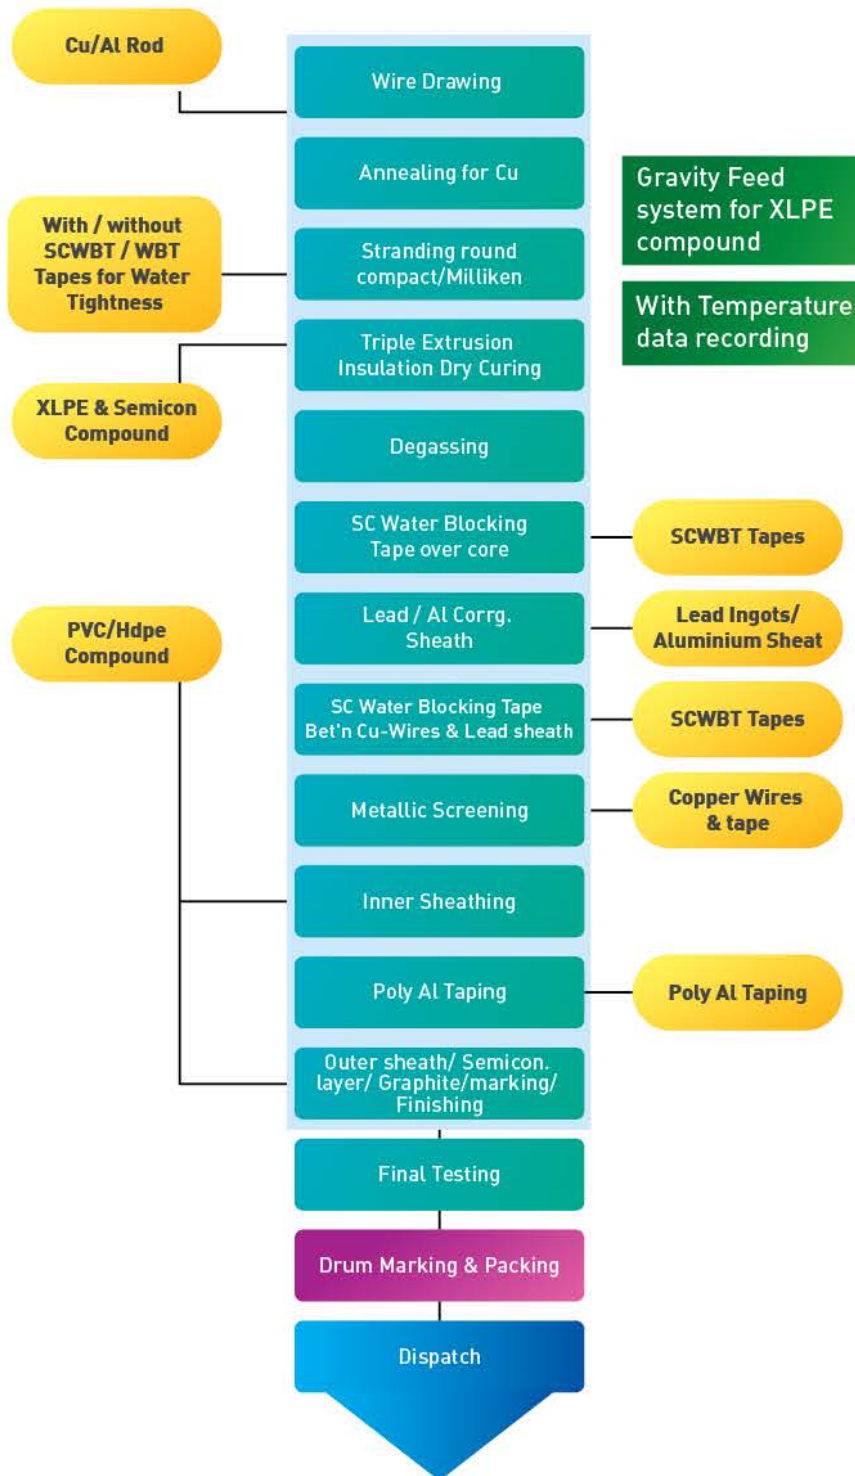 Cu/Al Rod
Wire Drawing
Annealing for Cu
Gravity Feed
system for XLPE
compound
With / without
SCWBT / WBT
Tapes for Water
Tightness
Stranding round
compact/Milliken
With Temperature
data recording
Triple Extrusion
Insulation Dry Curing
XLPE & Semicon
Compound
Degassing
SC Water Blocking
Tape over core
SCWBT Tapes
PVC/Hdpe
Compound
Lead / Al Corrg.
Sheath
Lead Ingots/
Aluminium Sheat
SC Water Blocking Tape
Bet'n Cu-Wires & Lead sheath
SCWBT Tapes
Metallic Screening
Copper Wires
& tape
Inner Sheathing
Poly Al Taping
Poly Al Taping
Outer sheath/ Semicon.
layer/ Graphite/marking/
Finishing
Final Testing
Drum Marking & Packing
Dispatch